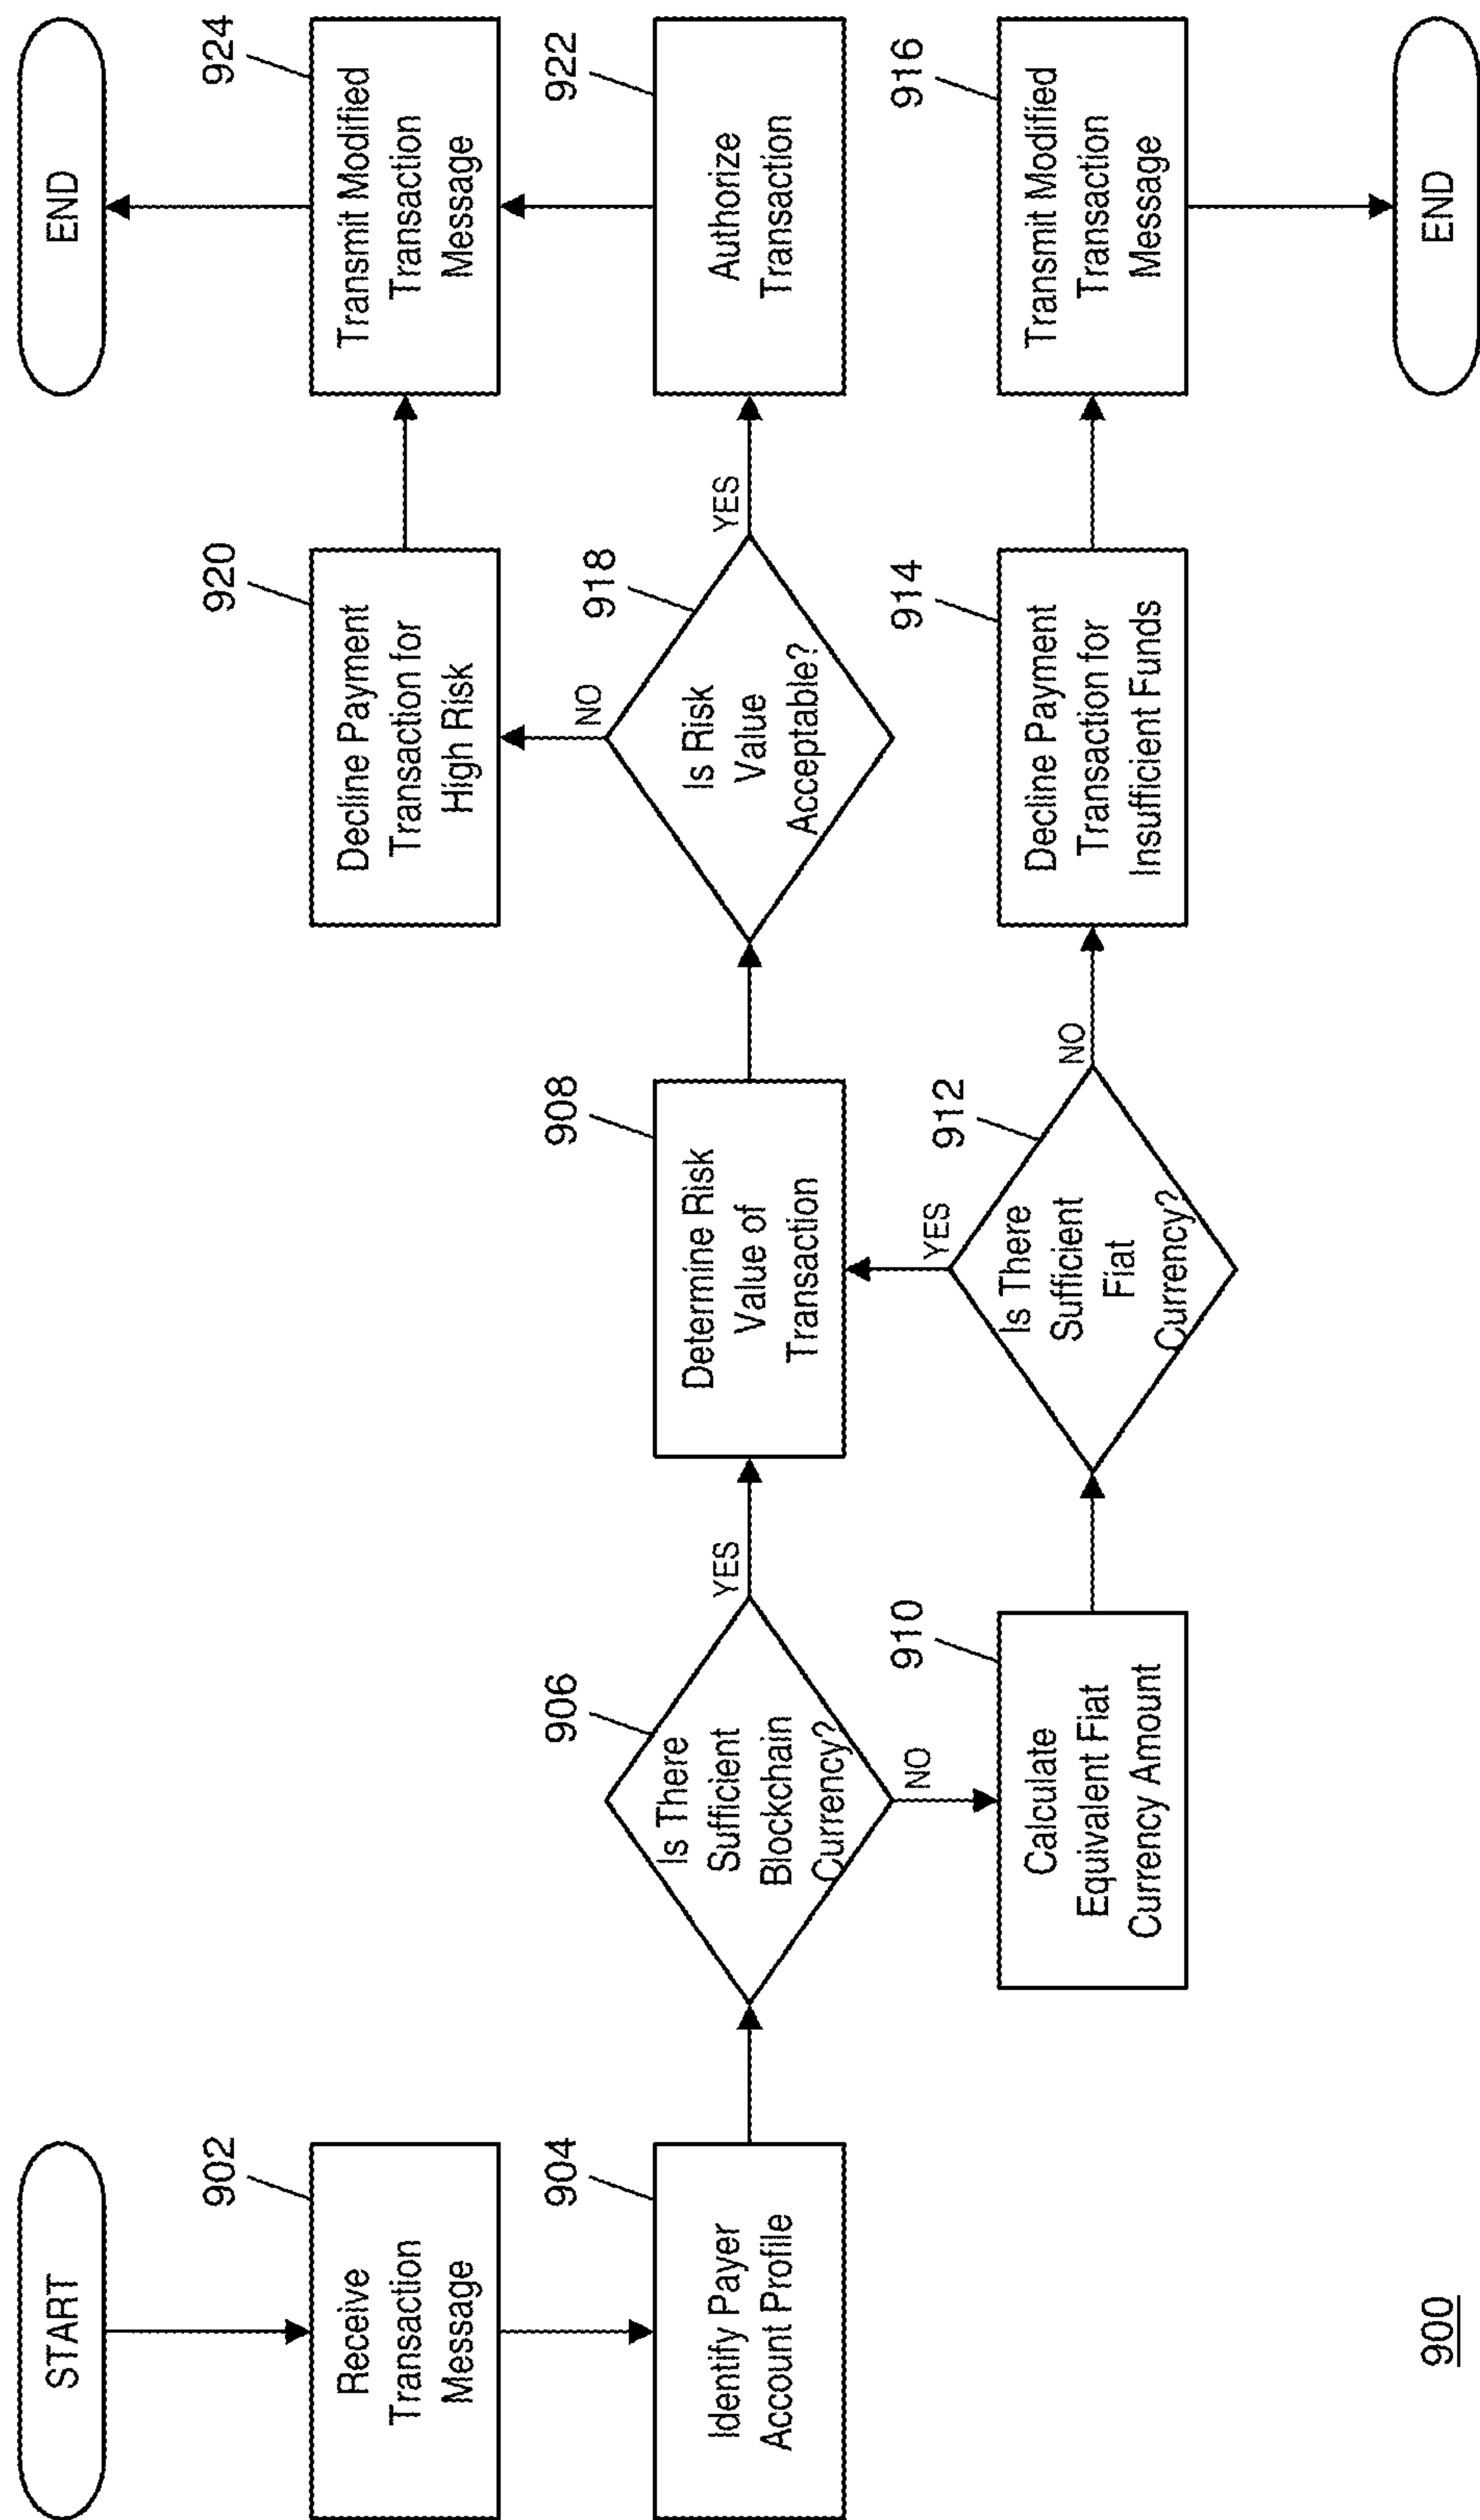 START
902
Receive
Transaction
Message
904
Identify Payer
Account Profile
906
Is There
Sufficient
Blockchain
Currency?
YES
NO
908
Determine Risk
Value of
Transaction
910
Calculate
Equivalent Fiat
Currency Amount
912
Is There
Sufficient
Fiat
Currency?
YES
NO
914
Decline Payment
Transaction for
Insufficient Funds
916
Transmit Modified
Transaction
Message
END
918
Is Risk
Value
Acceptable?
NO
YES
920
Decline Payment
Transaction for
High Risk
922
Authorize
Transaction
924
Transmit Modified
Transaction
Message
END
900